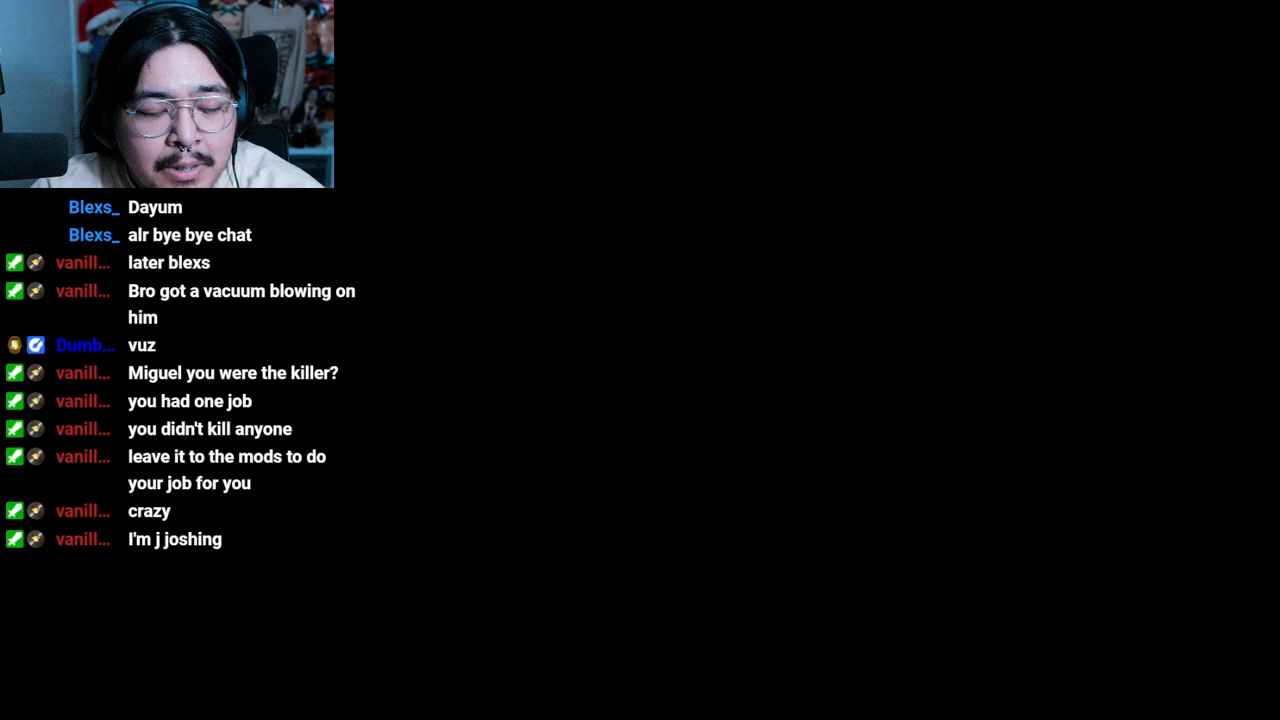 Blexs_ Dayum
Blexs_ alr bye bye chat
vanill... later blexs
vanill... Bro got a vacuum blowing on
him
Dumb... vuz
vanill... Miguel you were the killer?
vanill... you had one job
vanill... you didn't kill anyone
vanill... leave it to the mods to do
your job for you
vanill... crazy
vanill... I'm j joshing